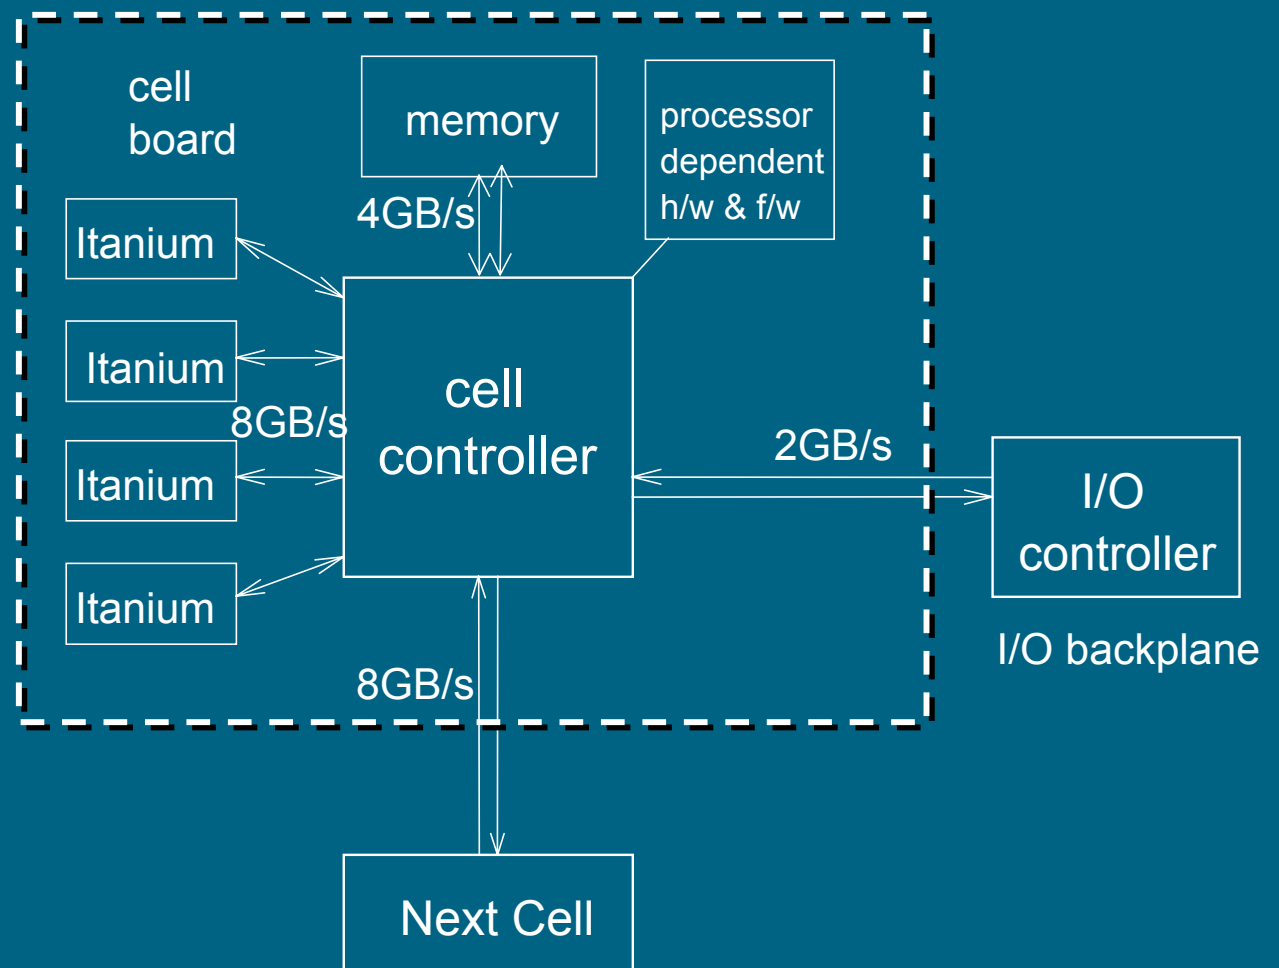 cell
board
memory
processor
dependent
h/w & f/w
4GB/s
Itanium
Itanium
8GB/s
Itanium
Itanium
cell
controller
2GB/s
I/O
controller
I/O backplane
8GB/s
Next Cell